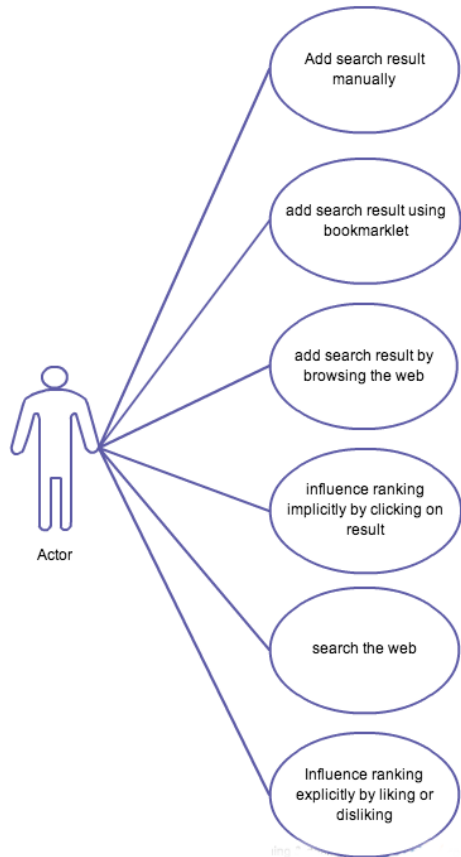 Add search result
manually
add search result using
bookmarklet
add search result by
browsing the web
influence ranking
implicitly by clicking on
result
Actor
search the web
Influence ranking
explicitly by liking or
disliking